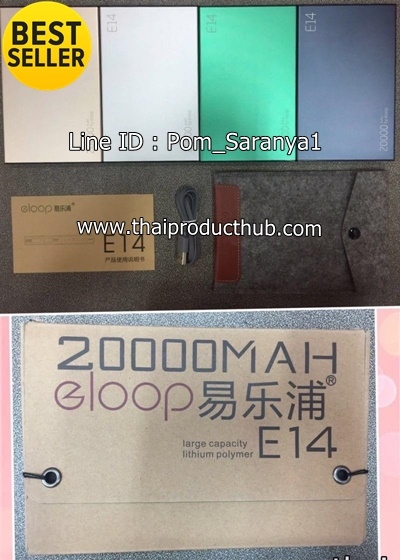 BEST
SELLER
E14
E14
20000
Line ID : Pom_Saranya1
www.thaiproducthub.com
eloop易乐浦®
E14
产品使用说明书
20000MAH
eloop易乐浦®
large capacity
lithium polymer
E14